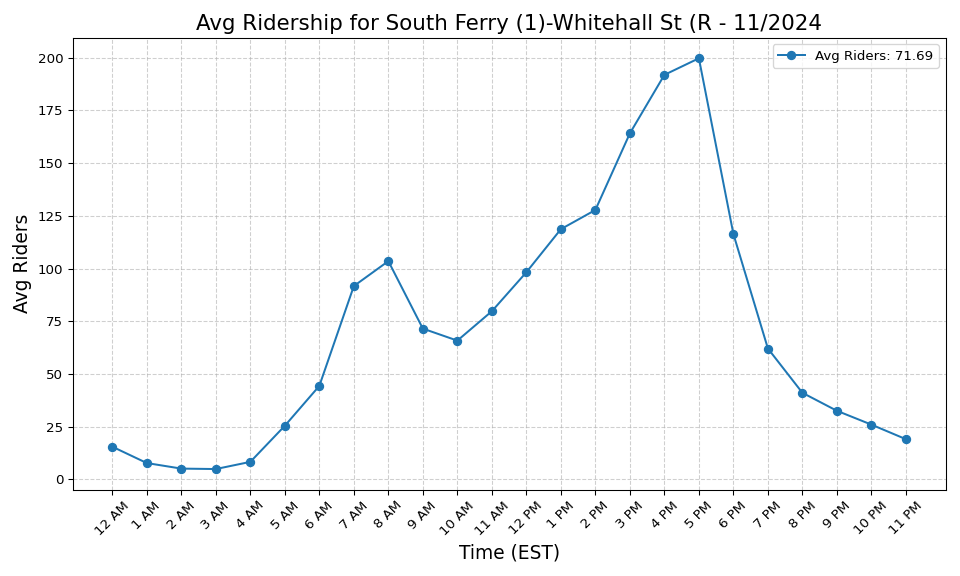 Avg Ridership for South Ferry (1)-Whitehall St (R - 11/2024
Avg Riders: 71.69
Avg Riders
200
175
150
125
100
75
50
25
0
12 AM
1 AM
2 AM
3 AM
4 AM
5 AM
6 AM
7 AM
8 AM
9 AM
10 AM
11 AM
12 PM
1 PM
2 PM
3 PM
4 PM
5 PM
6 PM
7 PM
8 PM
9 PM
10 PM
11 PM
Time (EST)